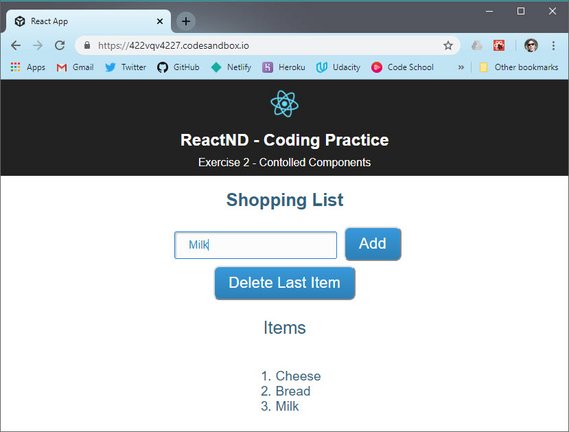 React App
https://422vqv4227.codesandbox.io
Apps Gmail Twitter GitHub Netlify Heroku Udacity Code School » Other bookmarks
ReactND - Coding Practice
Exercise 2 - Contolled Components
Shopping List
Milk Add
Delete Last Item
Items
1. Cheese
2. Bread
3. Milk